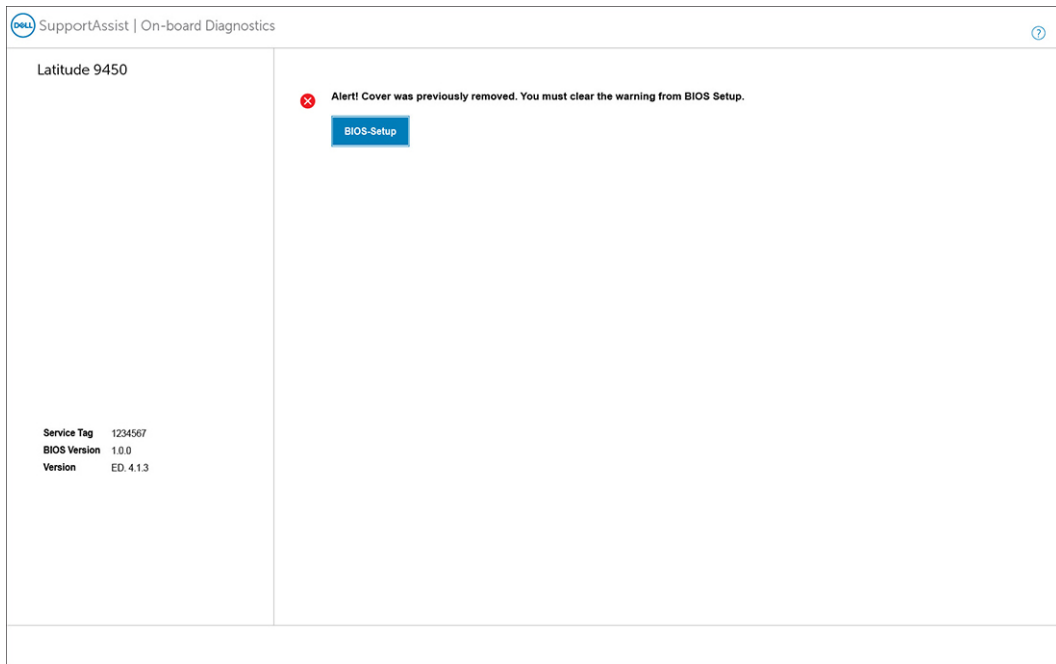 DELL SupportAssist | On-board Diagnostics
?
Latitude 9450
Alert! Cover was previously removed. You must clear the warning from BIOS Setup.
BIOS-Setup
Service Tag 1234567
BIOS Version 1.0.0
Version ED. 4.1.3